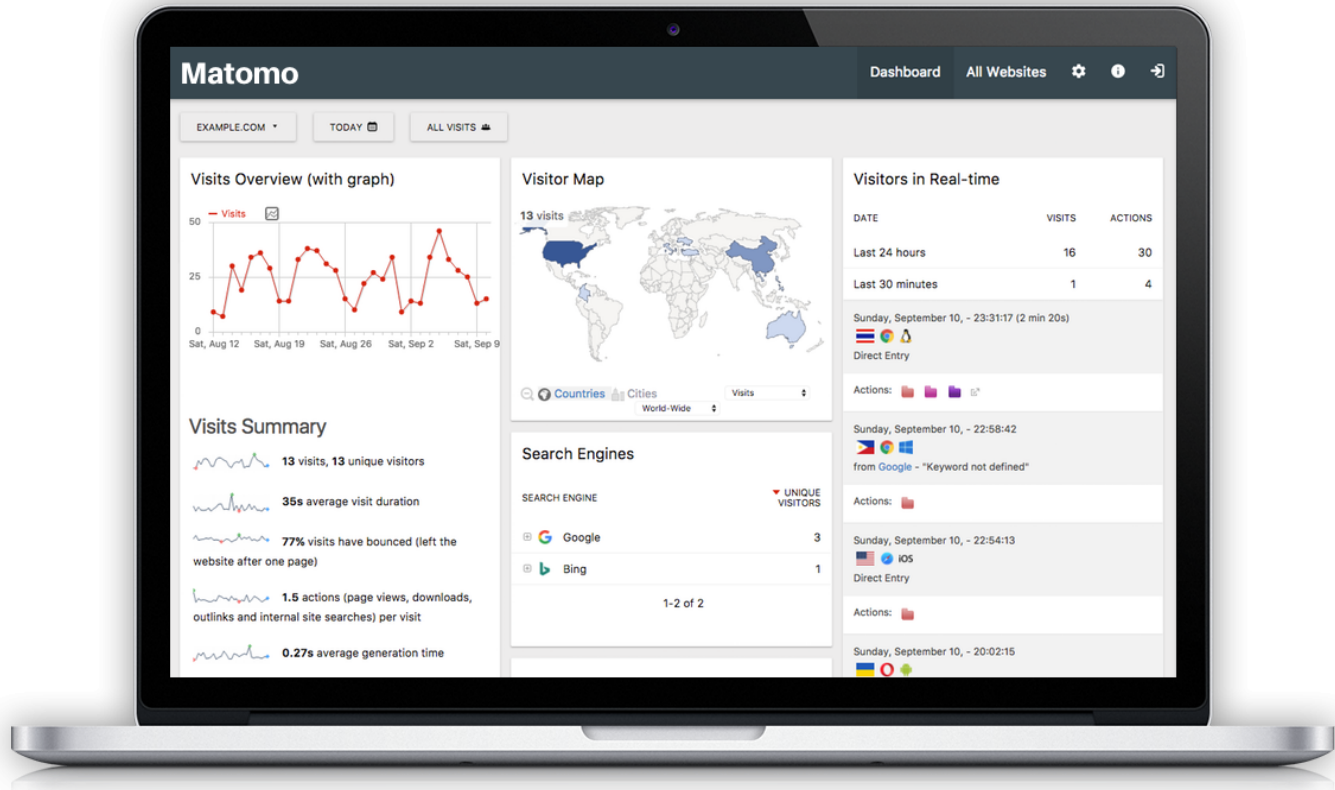 Matomo
Dashboard
All Websites
EXAMPLE.COM
TODAY
ALL VISITS
Visits Overview (with graph)
Visits
50
25
0
Sat, Aug 12
Sat, Aug 19
Sat, Aug 26
Sat, Sep 2
Sat, Sep 9
Visits Summary
13 visits, 13 unique visitors
35s average visit duration
77% visits have bounced (left the
website after one page)
1.5 actions (page views, downloads,
outlinks and internal site searches) per visit
0.27s average generation time
Visitor Map
13 visits
Countries
Cities
Visits
World-Wide
Search Engines
SEARCH ENGINE
UNIQUE
VISITORS
Google 3
Bing 1
1-2 of 2
Visitors in Real-time
DATE VISITS ACTIONS
Last 24 hours 16 30
Last 30 minutes 1 4
Sunday, September 10, - 23:31:17 (2 min 20s)
Direct Entry
Actions:
Sunday, September 10, - 22:58:42
from Google - "Keyword not defined"
Actions:
Sunday, September 10, - 22:54:13
iOS
Direct Entry
Actions:
Sunday, September 10, - 20:02:15